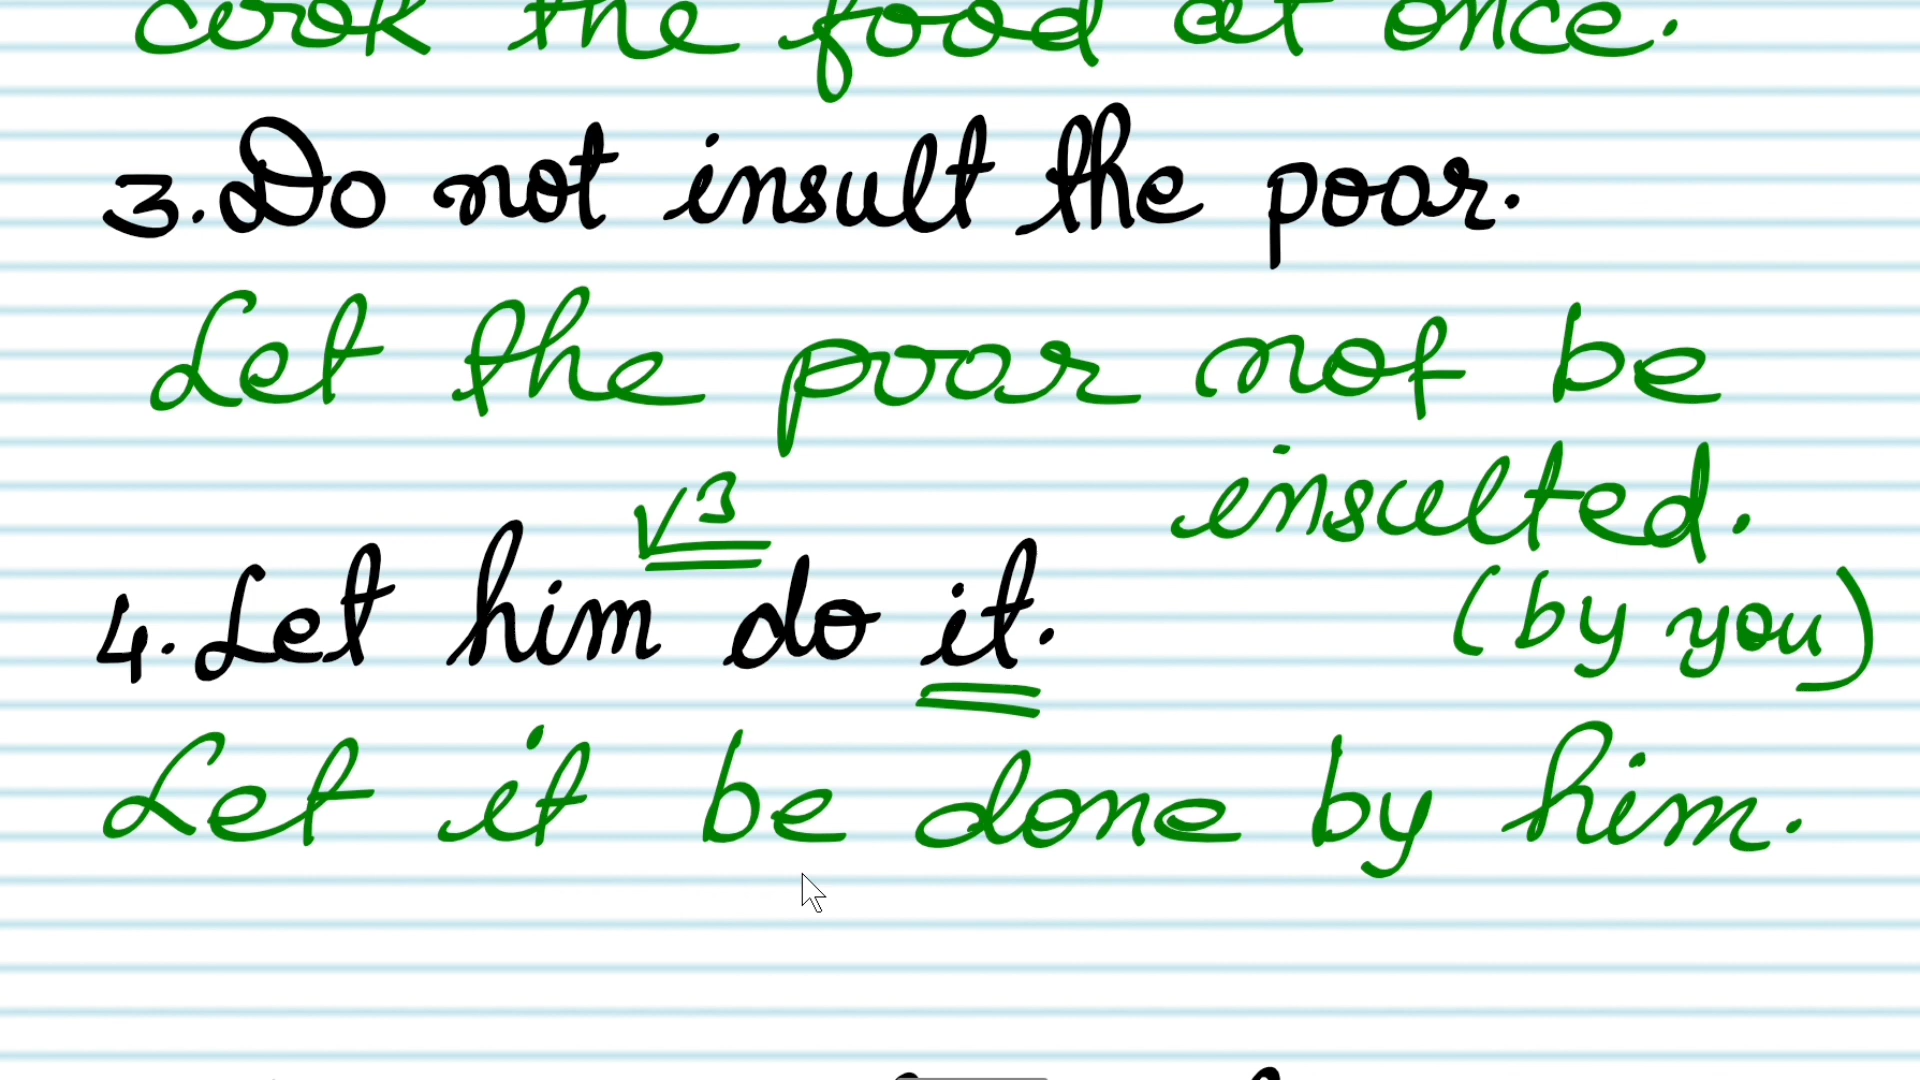 cook the food at once.
3. Do not insult the poor.
Let the poor not be
insulted.
V3
(by you)
4. Let him do it.
Let it be done by him.